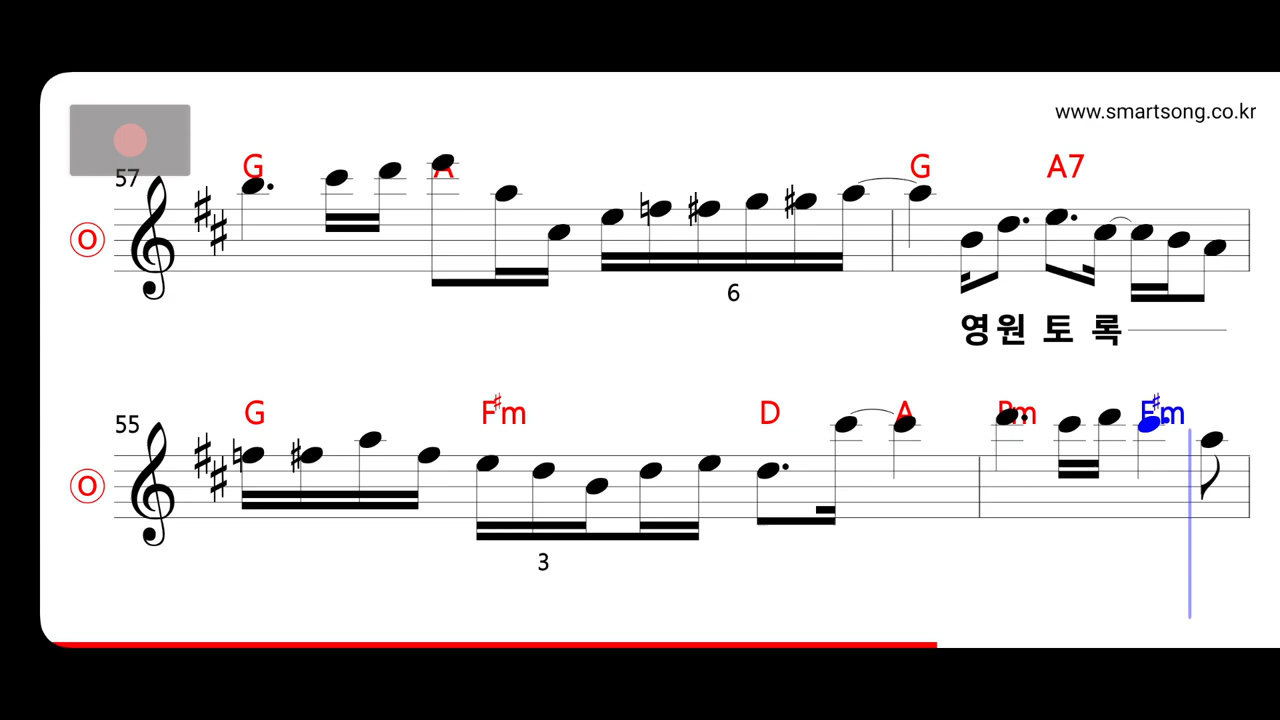 www.smartsong.co.kr
57 G A G A7
O
6
영원 토 록
55 G F♯m D A Bm F♯m
O
3